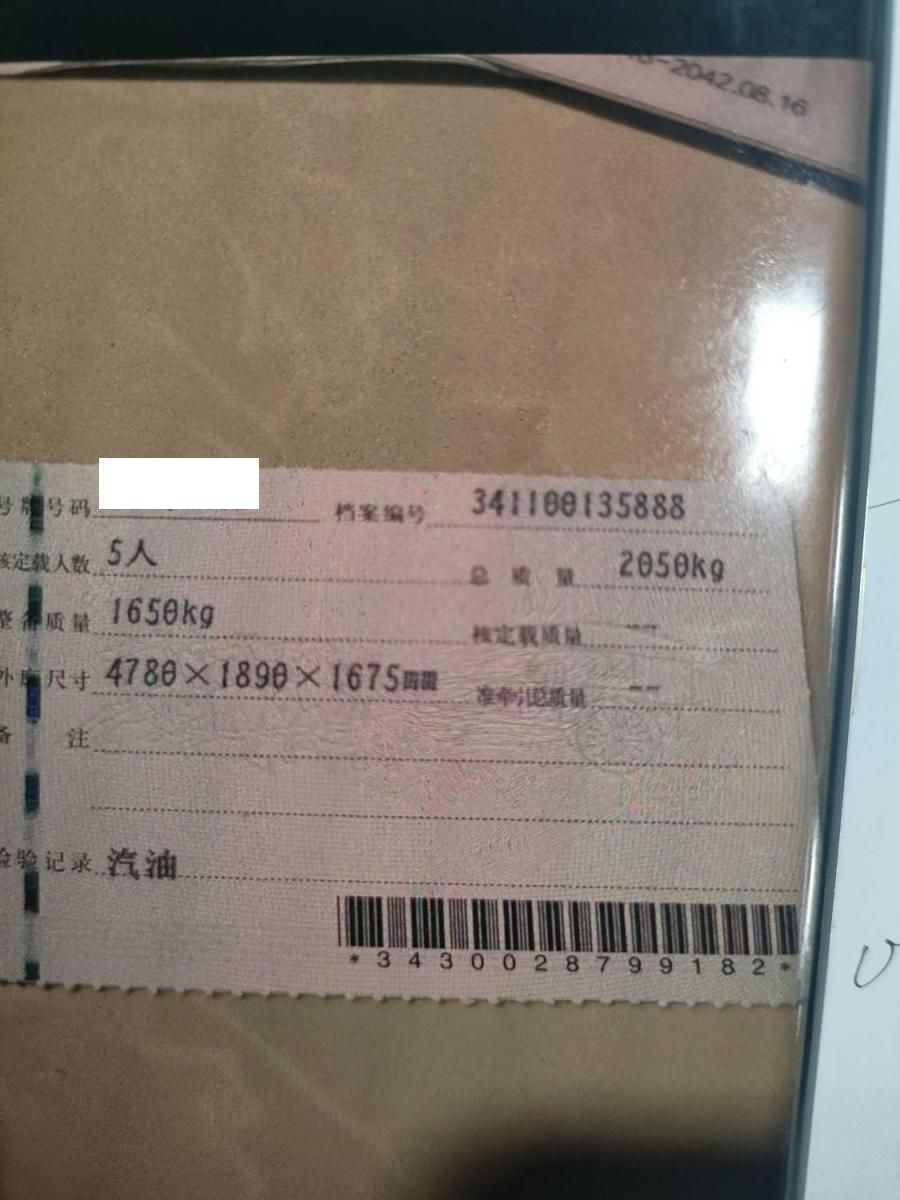 -2042.08.16
号牌号码 档案编号 341100135888
核定载人数 5人 总质量 2050kg
整备质量 1650kg 核定载质量 --
外廓尺寸 4780×1890×1675mm 准牵引总质量 --
备注
检验记录 汽油
*3430028799182*